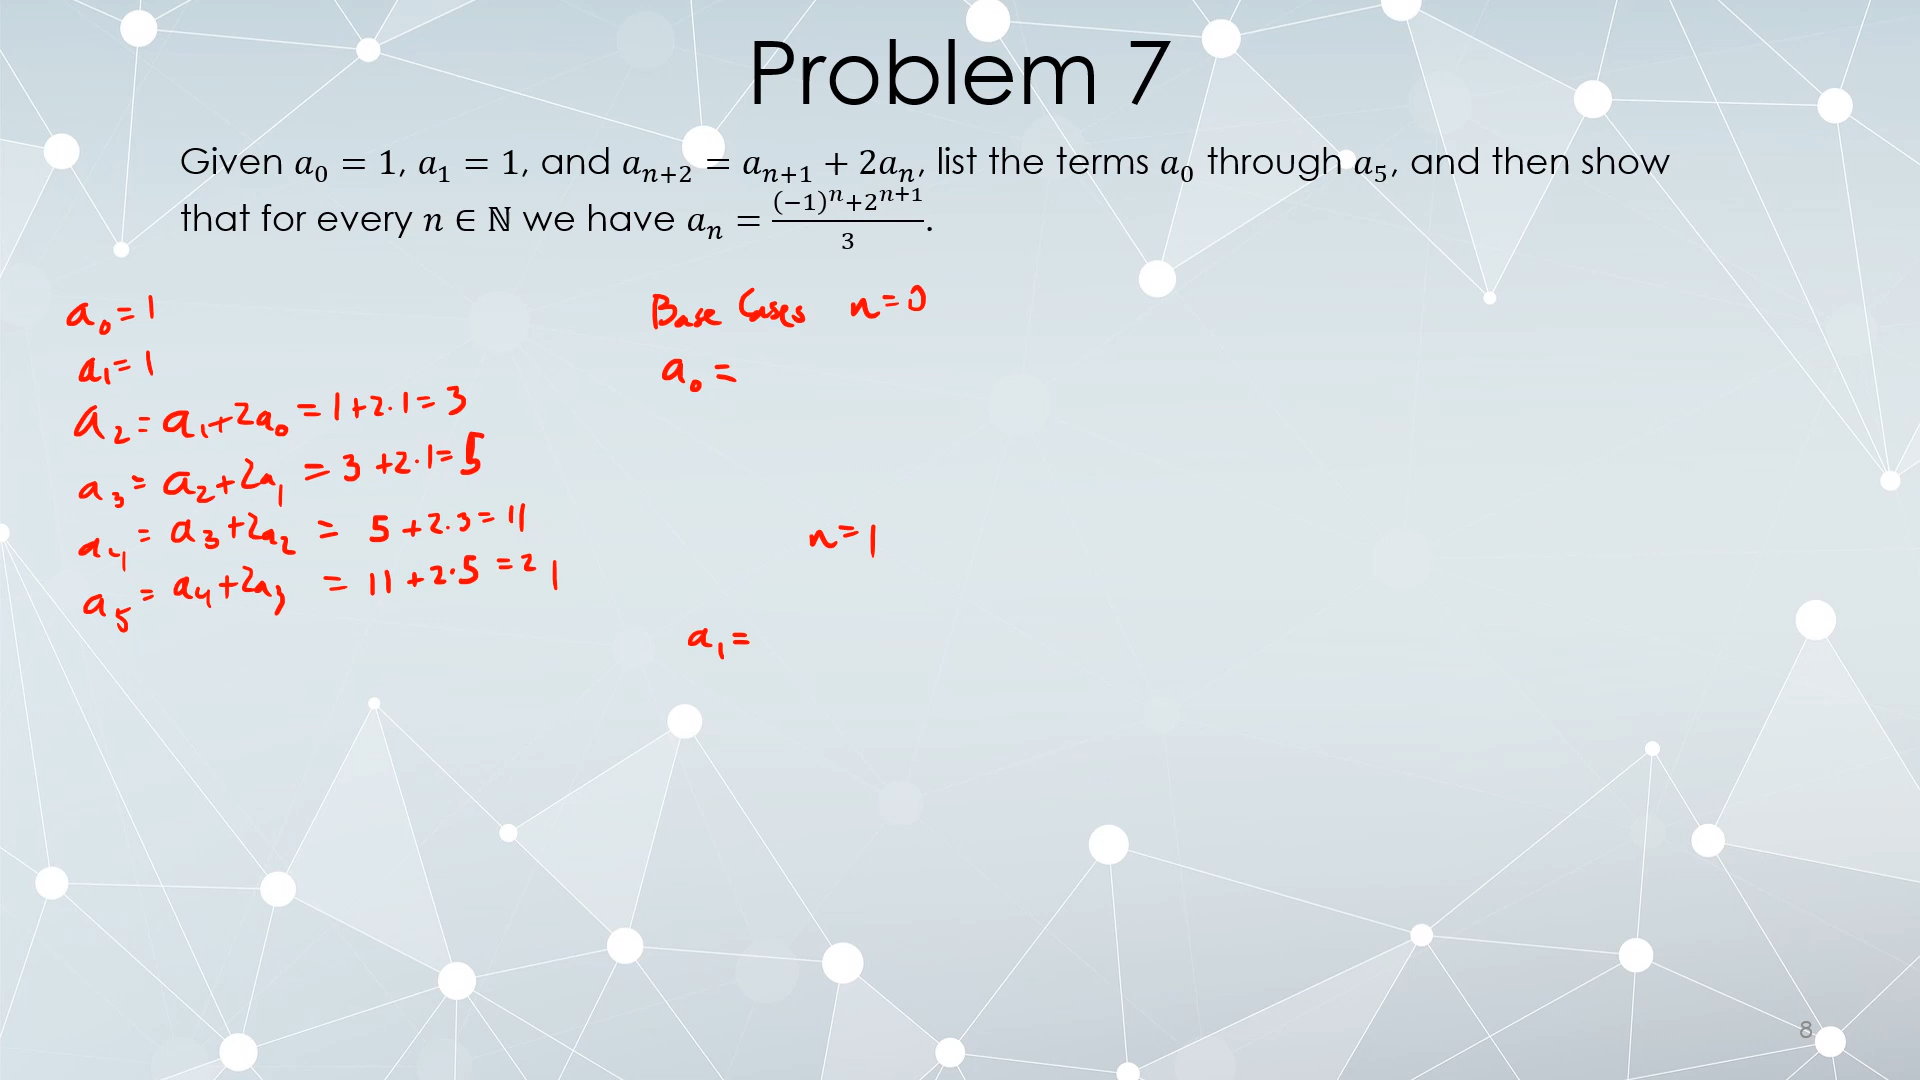 Problem 7
Given a₀ = 1, a₁ = 1, and aₙ₊₂ = aₙ₊₁ + 2aₙ, list the terms a₀ through a₅, and then show
that for every n ∈ ℕ we have aₙ = ((−1)ⁿ+2ⁿ⁺¹)/3.
a₀ = 1
a₁ = 1
a₂ = a₁+2a₀ = 1+2·1 = 3
a₃ = a₂+2a₁ = 3+2·1 = 5
a₄ = a₃+2a₂ = 5+2·3 = 11
a₅ = a₄+2a₃ = 11+2·5 = 21
Base Cases n=0
a₀ =
n=1
a₁ =
8